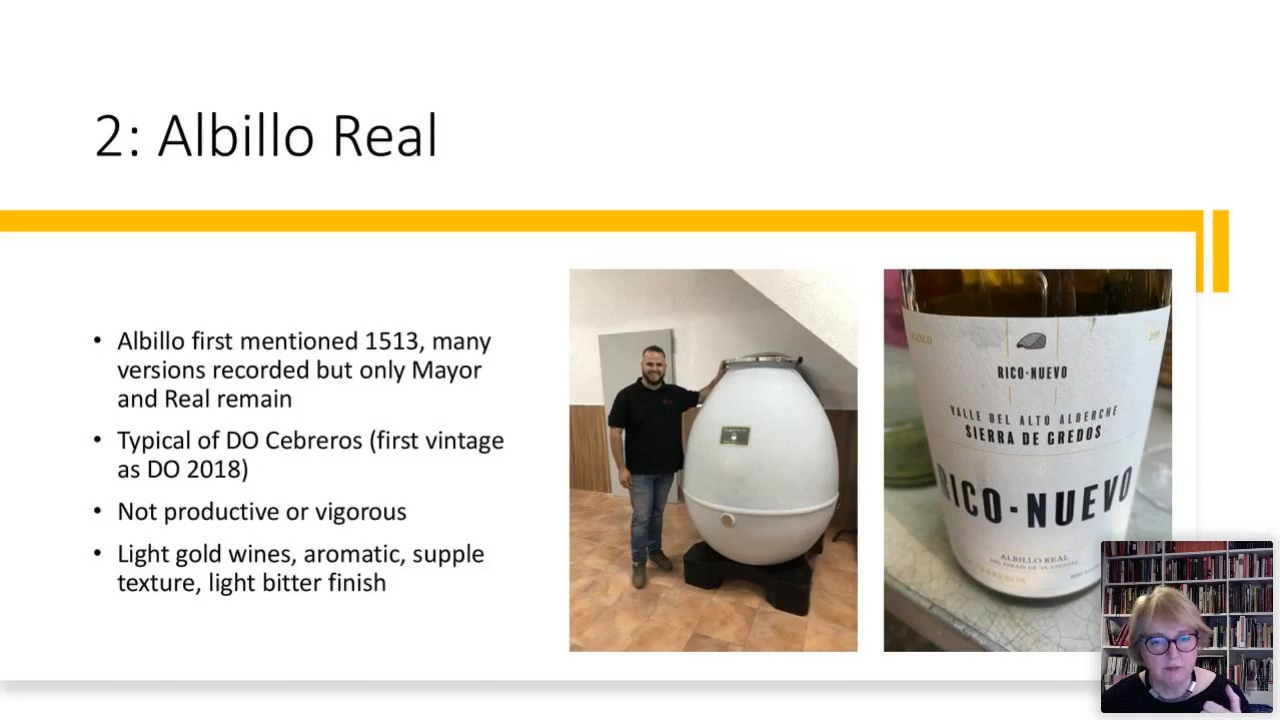 2: Albillo Real
• Albillo first mentioned 1513, many
versions recorded but only Mayor
and Real remain
• Typical of DO Cebreros (first vintage
as DO 2018)
• Not productive or vigorous
• Light gold wines, aromatic, supple
texture, light bitter finish
RICO·NUEVO
VALLE DEL ALTO ALBERCHE
SIERRA DE GREDOS
RICO·NUEVO
ALBILLO REAL